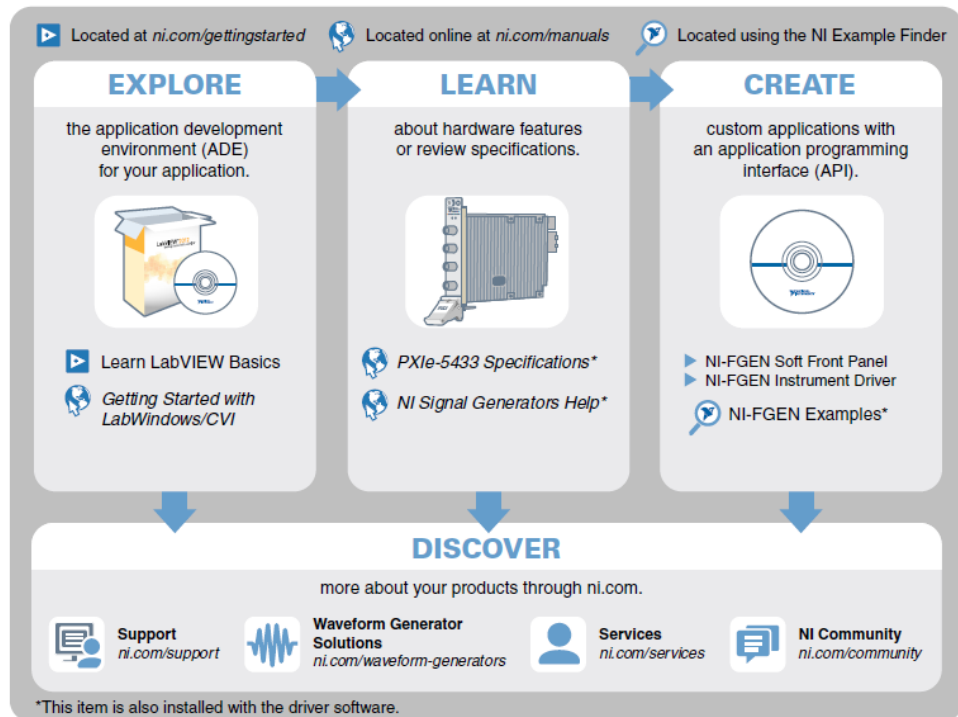 Located at ni.com/gettingstarted
Located online at ni.com/manuals
Located using the NI Example Finder
EXPLORE
the application development
environment (ADE)
for your application.
LabVIEW
Learn LabVIEW Basics
Getting Started with
LabWindows/CVI
LEARN
about hardware features
or review specifications.
PXIe-5433 Specifications*
NI Signal Generators Help*
CREATE
custom applications with
an application programming
interface (API).
NI-FGEN Soft Front Panel
NI-FGEN Instrument Driver
NI-FGEN Examples*
DISCOVER
more about your products through ni.com.
Support
ni.com/support
Waveform Generator
Solutions
ni.com/waveform-generators
Services
ni.com/services
NI Community
ni.com/community
*This item is also installed with the driver software.